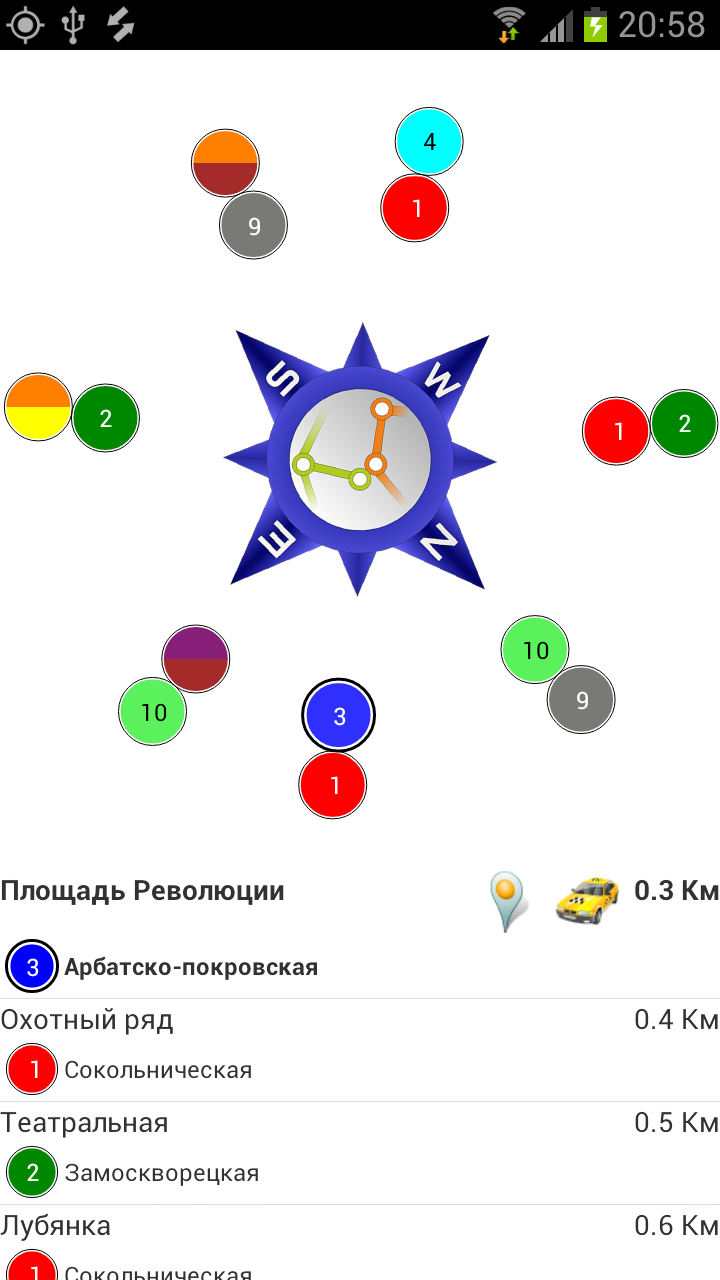 20:58
4
1
9
S
W
2
1
2
E
N
10
9
10
3
1
Площадь Революции 0.3 Км
3 Арбатско-покровская
Охотный ряд 0.4 Км
1 Сокольническая
Театральная 0.5 Км
2 Замоскворецкая
Лубянка 0.6 Км
1 Сокольническая